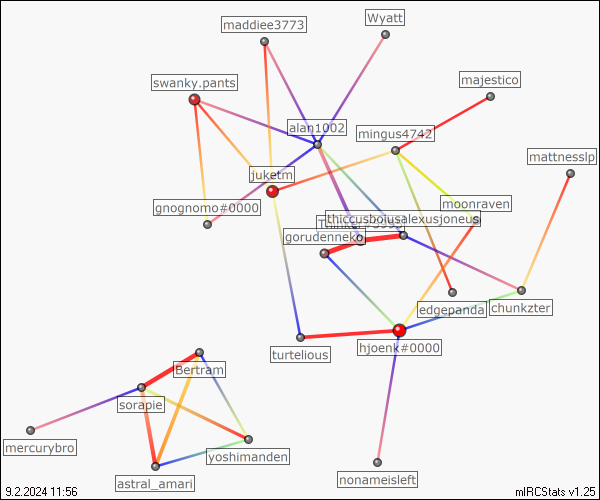 Wyatt
maddiee3773
majestico
swanky.pants
alan1002
mingus4742
mattnesslp
juketm
moonraven
gnognomo#0000
thiccusboiusalexusjoneus
gorudenneko
edgepanda
chunkzter
turtelious
hjoenk#0000
Bertram
sorapie
mercurybro
yoshimanden
astral_amari
nonameisleft
9.2.2024 11:56
mIRCStats v1.25